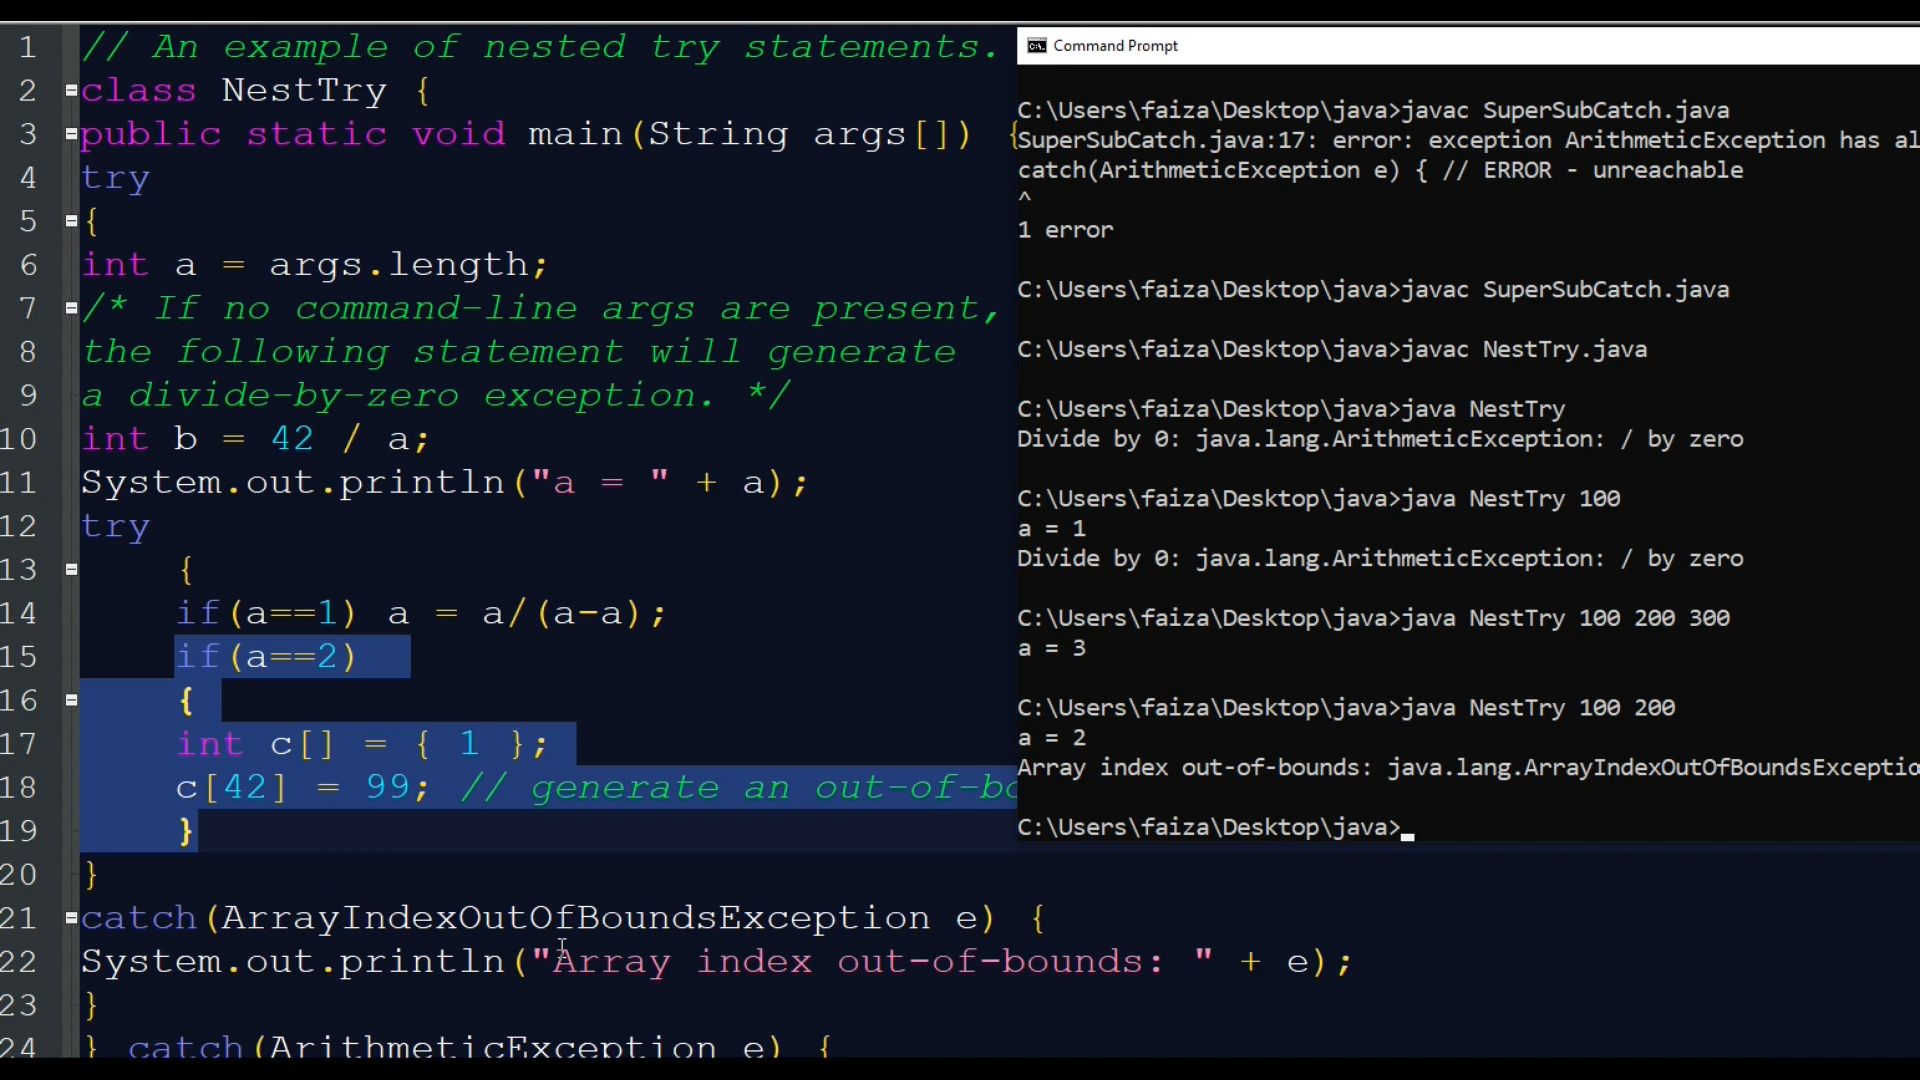 1 // An example of nested try statements.
2 class NestTry {
3 public static void main(String args[]) {
4 try
5 {
6 int a = args.length;
7 /* If no command-line args are present,
8 the following statement will generate
9 a divide-by-zero exception. */
10 int b = 42 / a;
11 System.out.println("a = " + a);
12 try
13 {
14 if(a==1) a = a/(a-a);
15 if(a==2)
16 {
17 int c[] = { 1 };
18 c[42] = 99; // generate an out-of-bo
19 }
20 }
21 catch(ArrayIndexOutOfBoundsException e) {
22 System.out.println("Array index out-of-bounds: " + e);
23 }
24 } catch(ArithmeticException e) {
Command Prompt
C:\Users\faiza\Desktop\java>javac SuperSubCatch.java
SuperSubCatch.java:17: error: exception ArithmeticException has al
catch(ArithmeticException e) { // ERROR - unreachable
^
1 error
C:\Users\faiza\Desktop\java>javac SuperSubCatch.java
C:\Users\faiza\Desktop\java>javac NestTry.java
C:\Users\faiza\Desktop\java>java NestTry
Divide by 0: java.lang.ArithmeticException: / by zero
C:\Users\faiza\Desktop\java>java NestTry 100
a = 1
Divide by 0: java.lang.ArithmeticException: / by zero
C:\Users\faiza\Desktop\java>java NestTry 100 200 300
a = 3
C:\Users\faiza\Desktop\java>java NestTry 100 200
a = 2
Array index out-of-bounds: java.lang.ArrayIndexOutOfBoundsExceptio
C:\Users\faiza\Desktop\java>